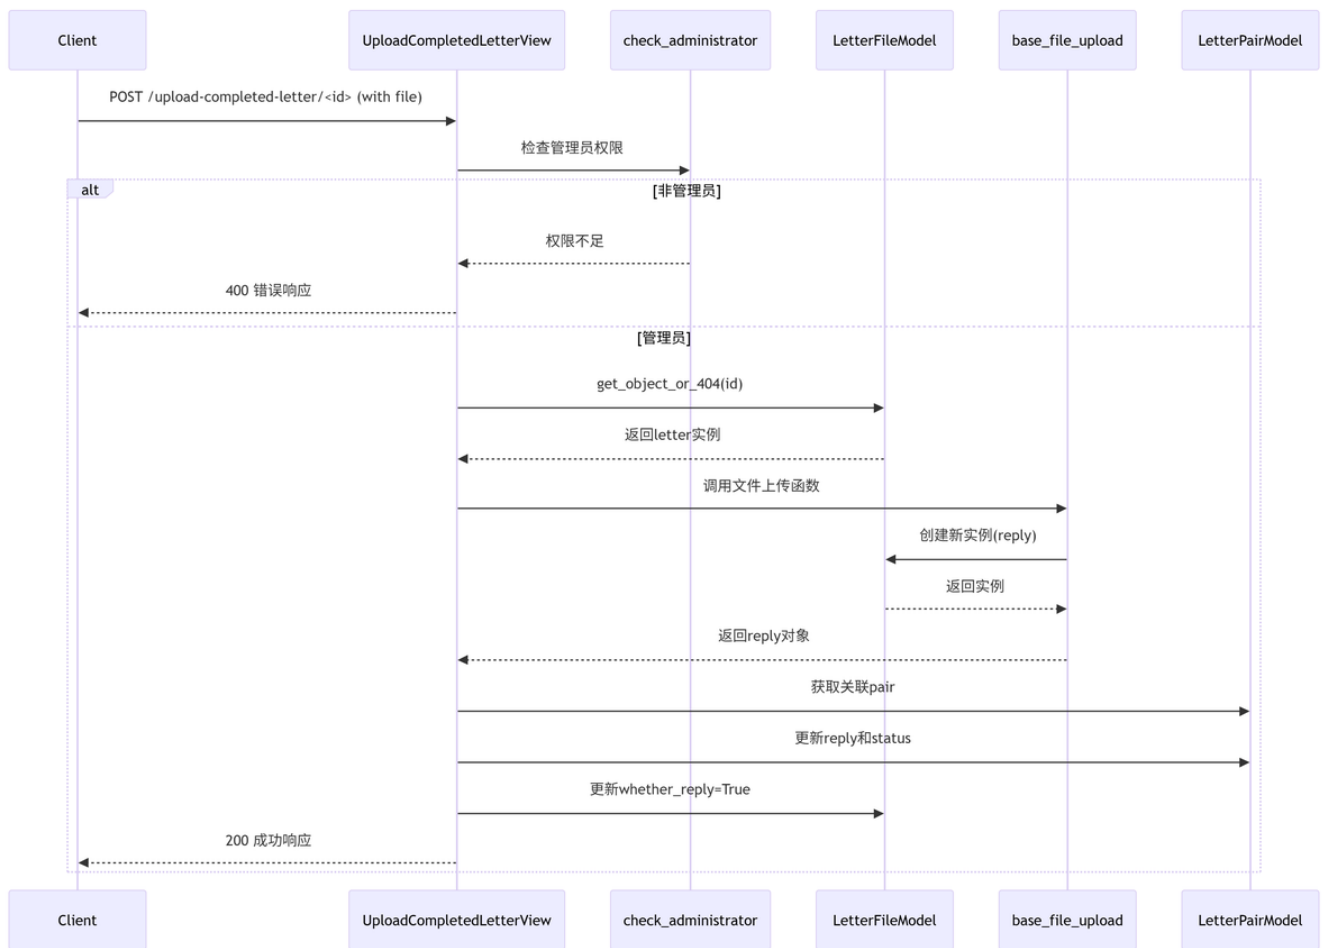 Client
UploadCompletedLetterView
check_administrator
LetterFileModel
base_file_upload
LetterPairModel
POST /upload-completed-letter/<id> (with file)
检查管理员权限
alt
[非管理员]
权限不足
400 错误响应
[管理员]
get_object_or_404(id)
返回letter实例
调用文件上传函数
创建新实例(reply)
返回实例
返回reply对象
获取关联pair
更新reply和status
更新whether_reply=True
200 成功响应
Client
UploadCompletedLetterView
check_administrator
LetterFileModel
base_file_upload
LetterPairModel